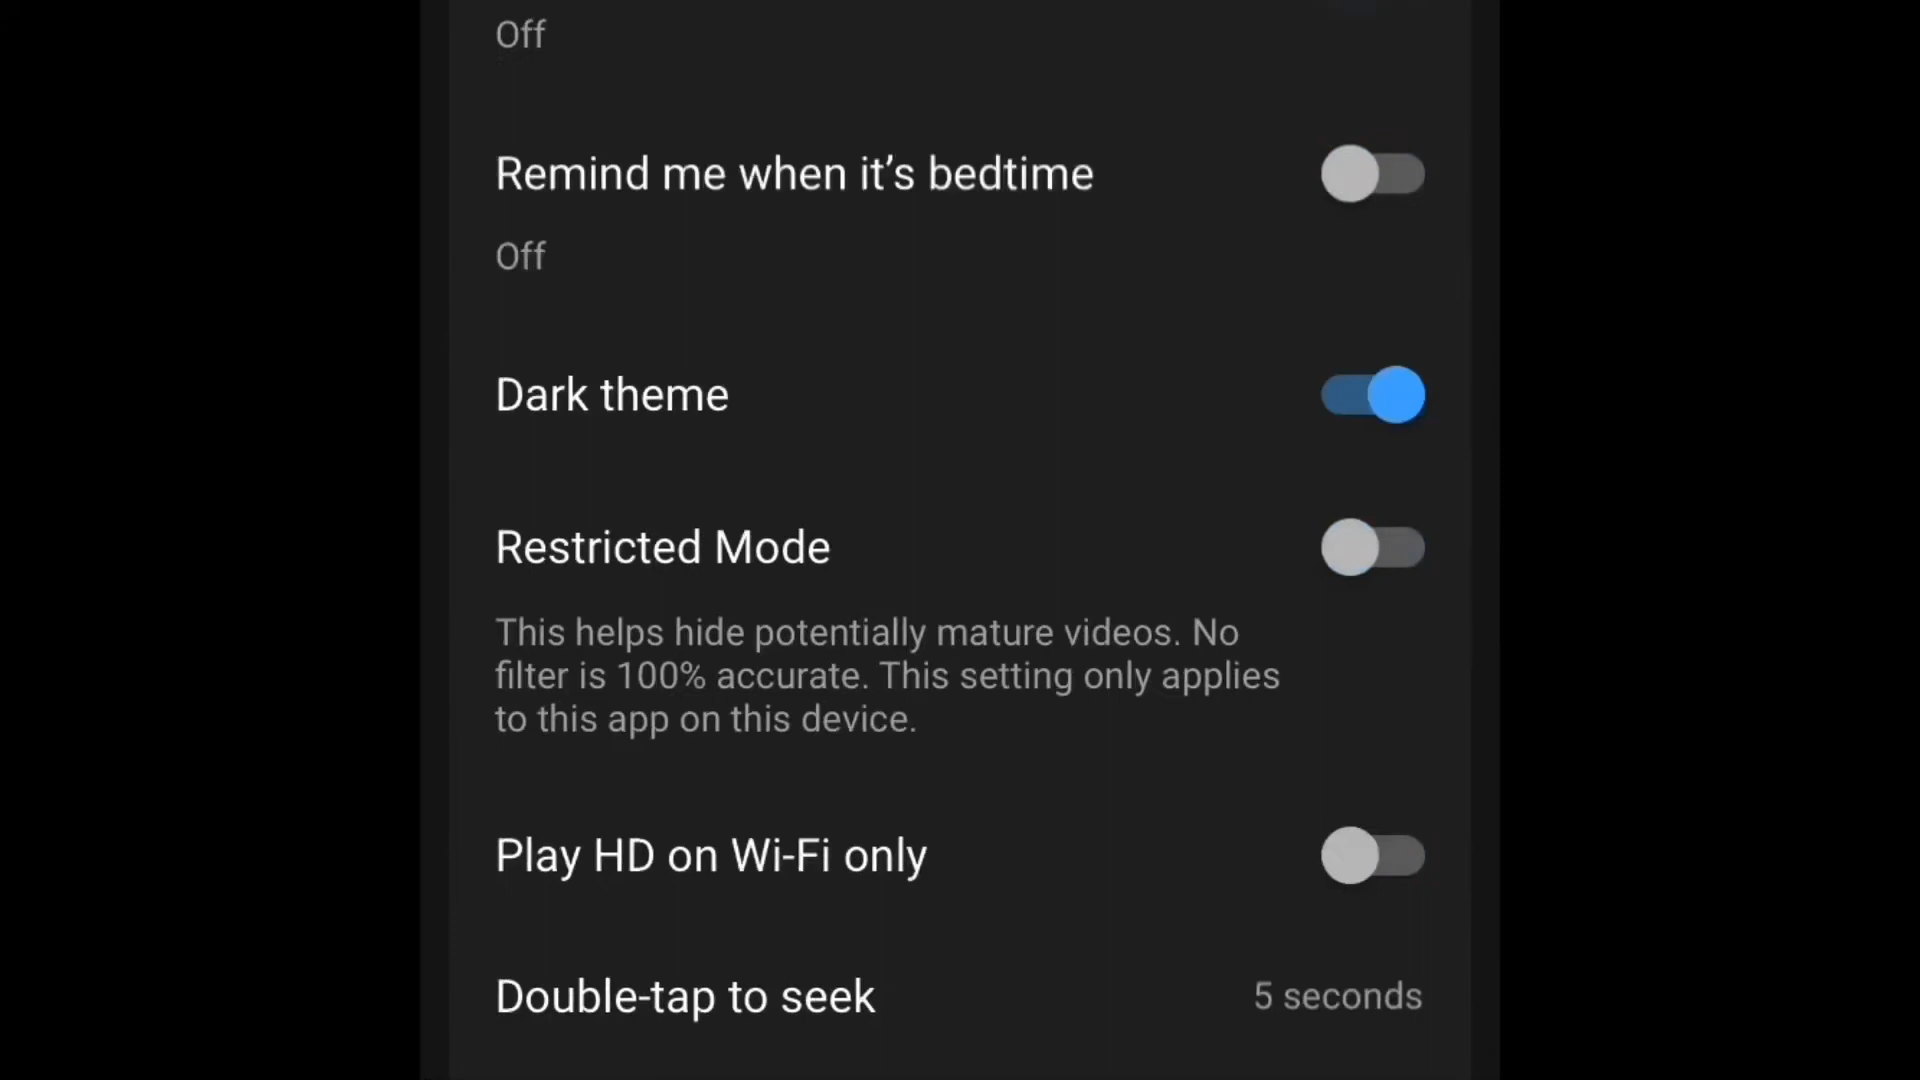 Off
Remind me when it’s bedtime
Off
Dark theme
Restricted Mode
This helps hide potentially mature videos. No
filter is 100% accurate. This setting only applies
to this app on this device.
Play HD on Wi-Fi only
Double-tap to seek
5 seconds